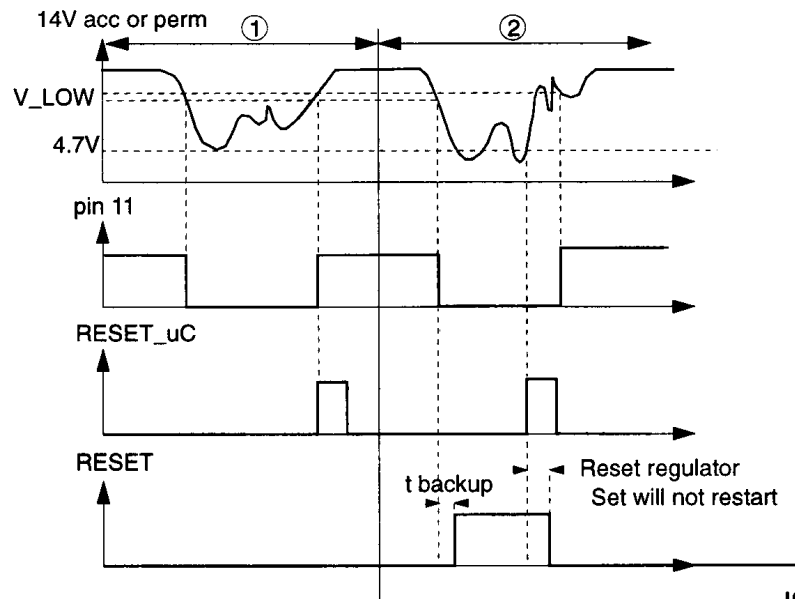 14V acc or perm
① ②
V_LOW
4.7V
pin 11
RESET_uC
RESET
t backup
Reset regulator
Set will not restart